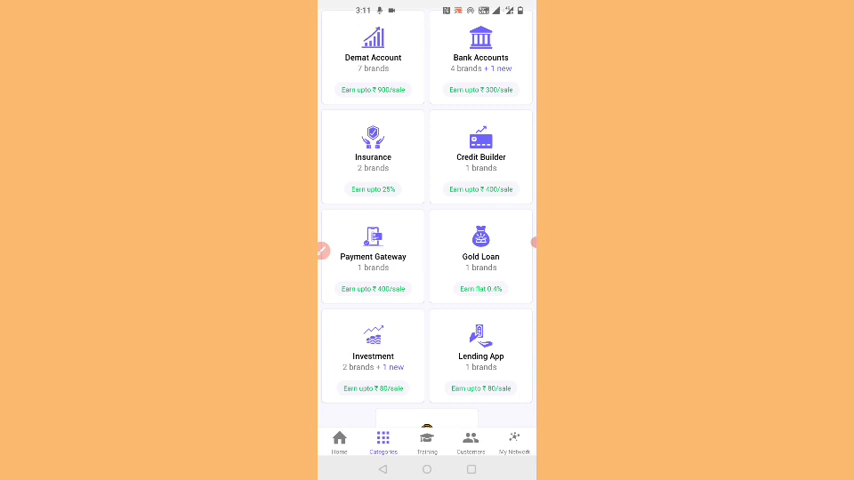 3:11
Demat Account
7 brands
Earn upto ₹ 900/sale
Bank Accounts
4 brands + 1 new
Earn upto ₹ 300/sale
Insurance
2 brands
Earn upto 25%
Credit Builder
1 brands
Earn upto ₹ 400/sale
Payment Gateway
1 brands
Earn upto ₹ 400/sale
Gold Loan
1 brands
Earn flat 0.4%
Investment
2 brands + 1 new
Earn upto ₹ 80/sale
Lending App
1 brands
Earn upto ₹ 80/sale
Home
Categories
Training
Customers
My Network